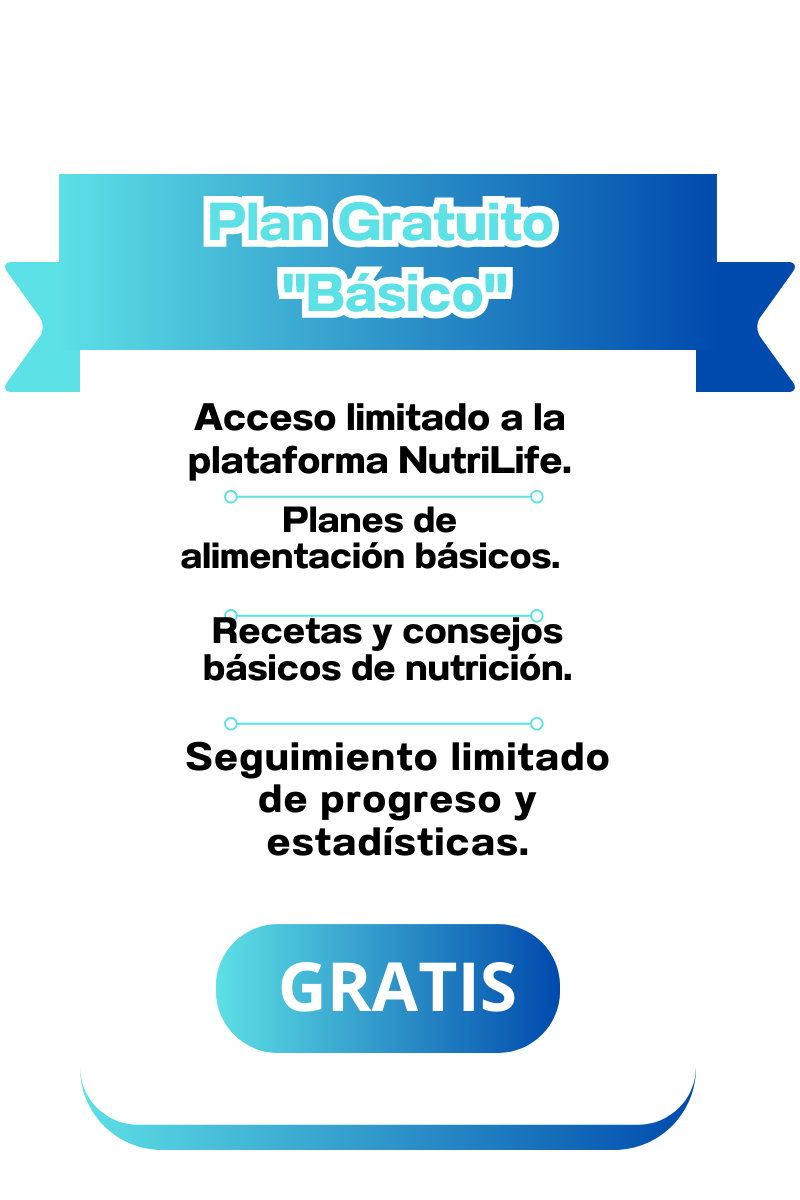 Plan Gratuito
"Básico"
Acceso limitado a la
plataforma NutriLife.
Planes de
alimentación básicos.
Recetas y consejos
básicos de nutrición.
Seguimiento limitado
de progreso y
estadísticas.
GRATIS